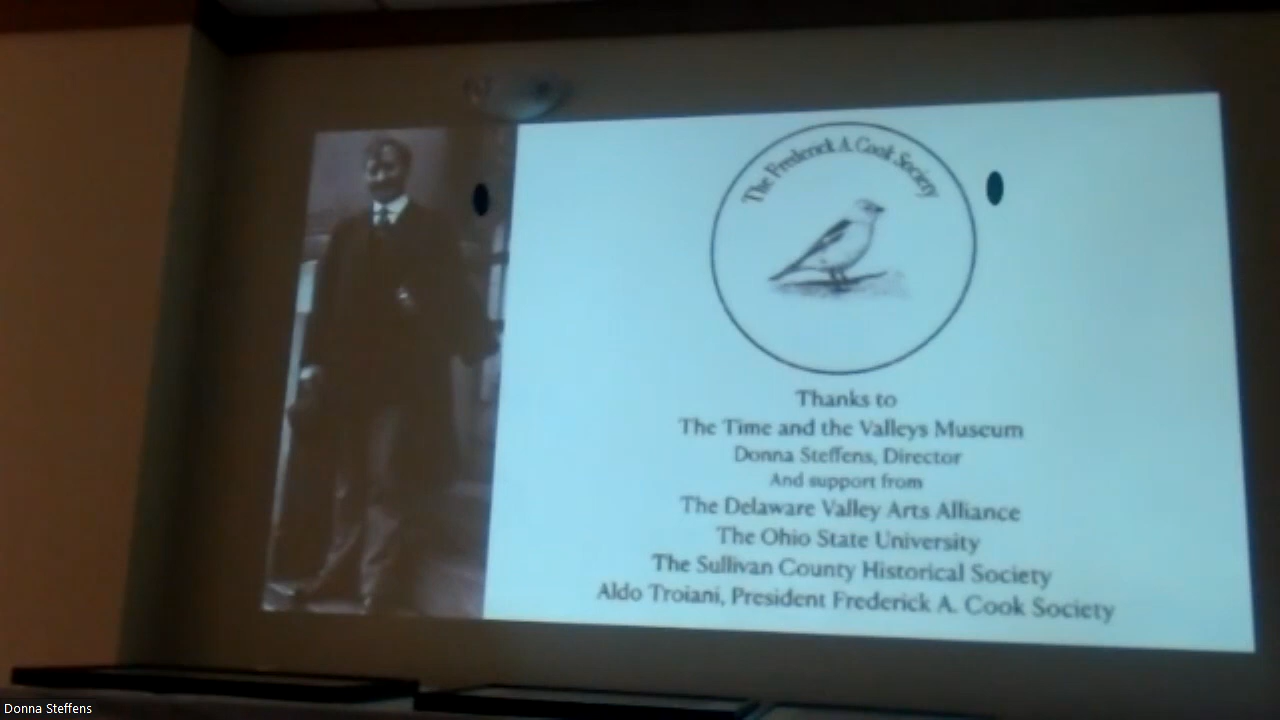 The Frederick A. Cook Society
Thanks to
The Time and the Valleys Museum
Donna Steffens, Director
And support from
The Delaware Valley Arts Alliance
The Ohio State University
The Sullivan County Historical Society
Aldo Troiani, President Frederick A. Cook Society
Donna Steffens